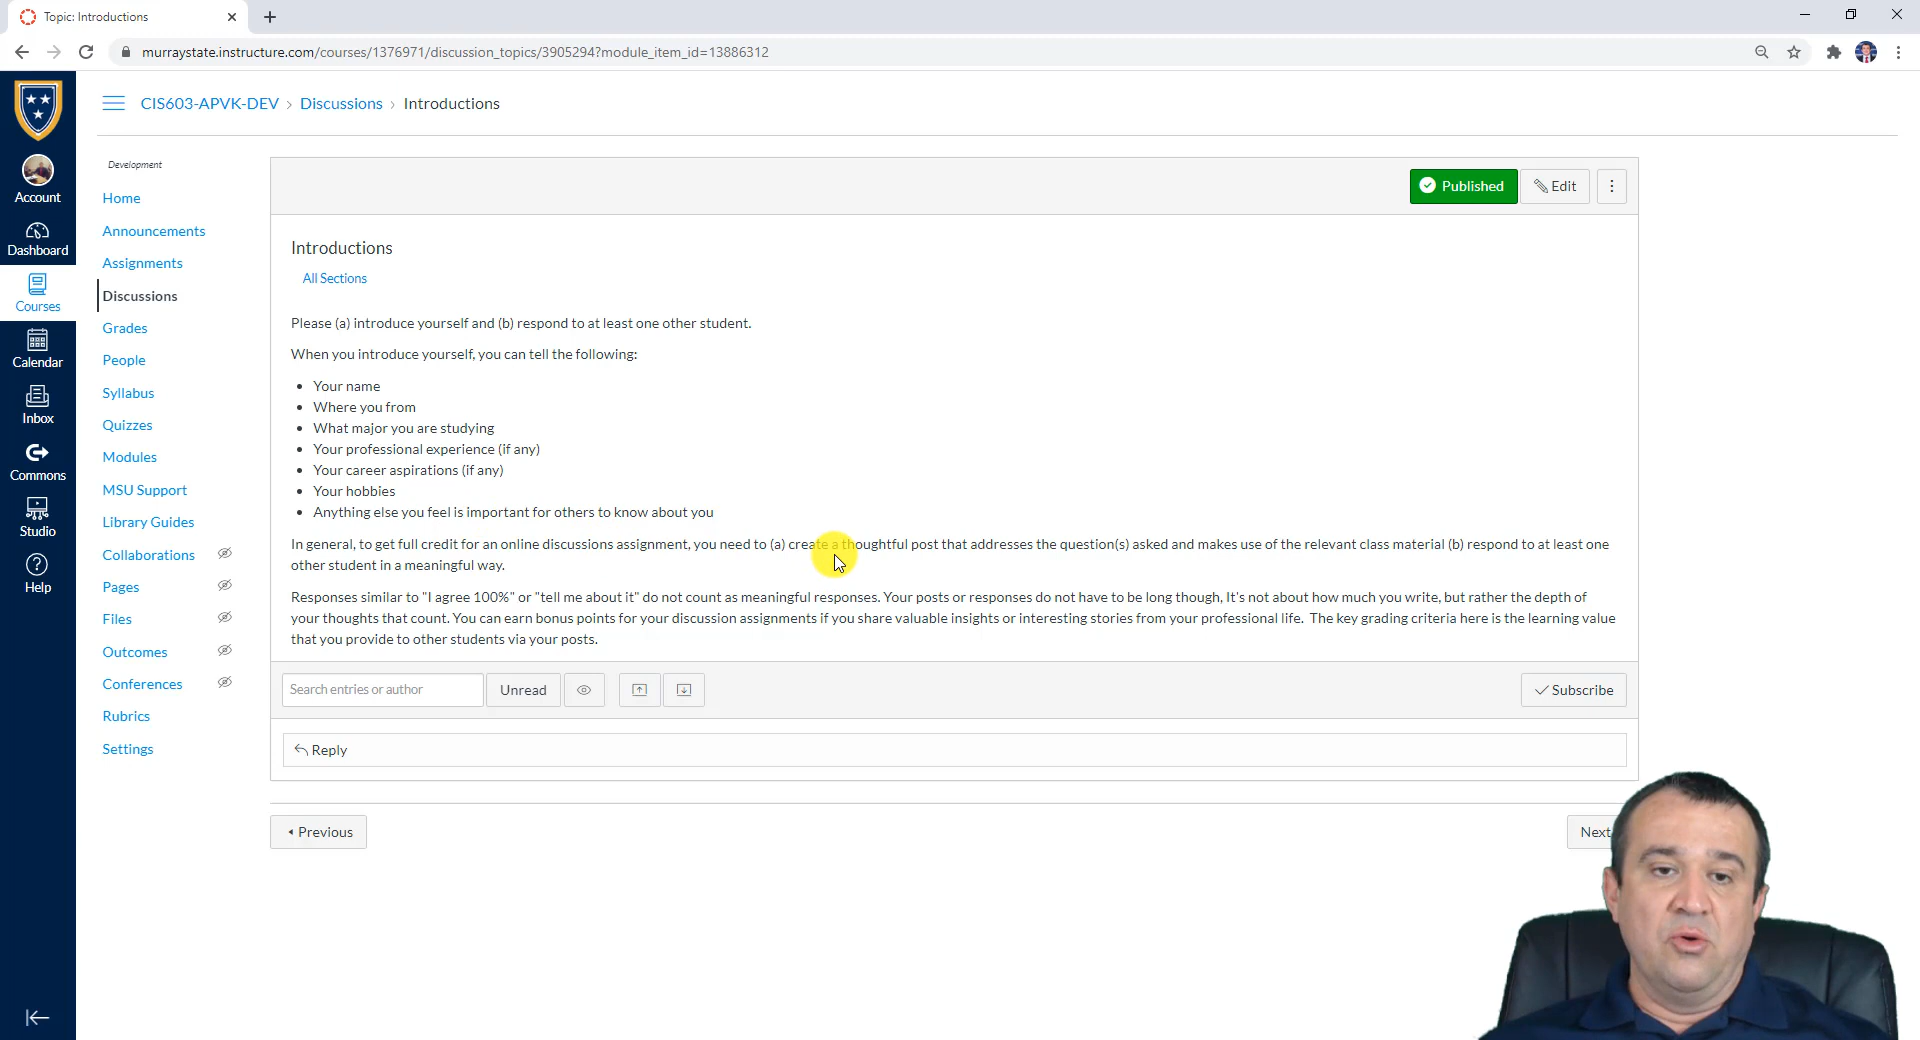 Topic: Introductions
murraystate.instructure.com/courses/1376971/discussion_topics/3905294?module_item_id=13886312
CIS603-APVK-DEV › Discussions › Introductions
Account
Dashboard
Courses
Calendar
Inbox
Commons
Studio
Help
Development
Home
Announcements
Assignments
Discussions
Grades
People
Syllabus
Quizzes
Modules
MSU Support
Library Guides
Collaborations
Pages
Files
Outcomes
Conferences
Rubrics
Settings
Published
Edit
Introductions
All Sections
Please (a) introduce yourself and (b) respond to at least one other student.
When you introduce yourself, you can tell the following:
• Your name
• Where you from
• What major you are studying
• Your professional experience (if any)
• Your career aspirations (if any)
• Your hobbies
• Anything else you feel is important for others to know about you
In general, to get full credit for an online discussions assignment, you need to (a) create a thoughtful post that addresses the question(s) asked and makes use of the relevant class material (b) respond to at least one
other student in a meaningful way.
Responses similar to "I agree 100%" or "tell me about it" do not count as meaningful responses. Your posts or responses do not have to be long though, It's not about how much you write, but rather the depth of
your thoughts that count. You can earn bonus points for your discussion assignments if you share valuable insights or interesting stories from your professional life.  The key grading criteria here is the learning value
that you provide to other students via your posts.
Search entries or author
Unread
Subscribe
Reply
Previous
Next